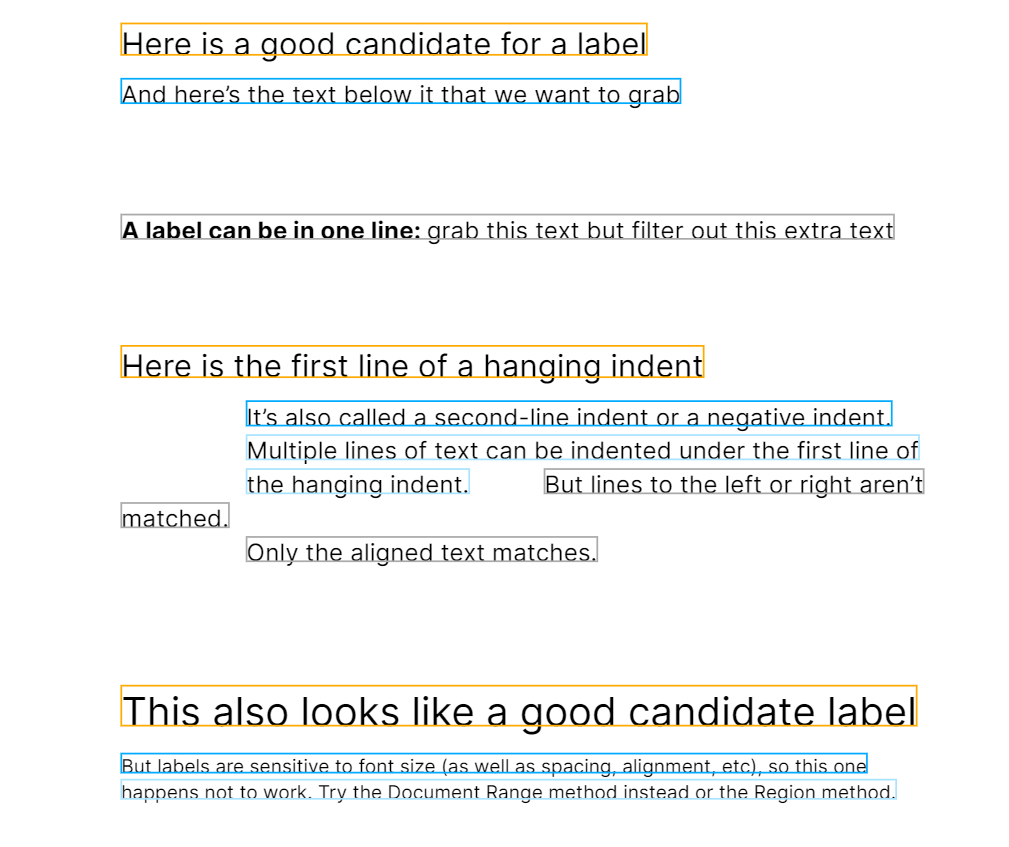 Here is a good candidate for a label
And here’s the text below it that we want to grab
A label can be in one line: grab this text but filter out this extra text
Here is the first line of a hanging indent
It’s also called a second-line indent or a negative indent.
Multiple lines of text can be indented under the first line of
the hanging indent. But lines to the left or right aren’t
matched.
Only the aligned text matches.
This also looks like a good candidate label
But labels are sensitive to font size (as well as spacing, alignment, etc), so this one
happens not to work. Try the Document Range method instead or the Region method.